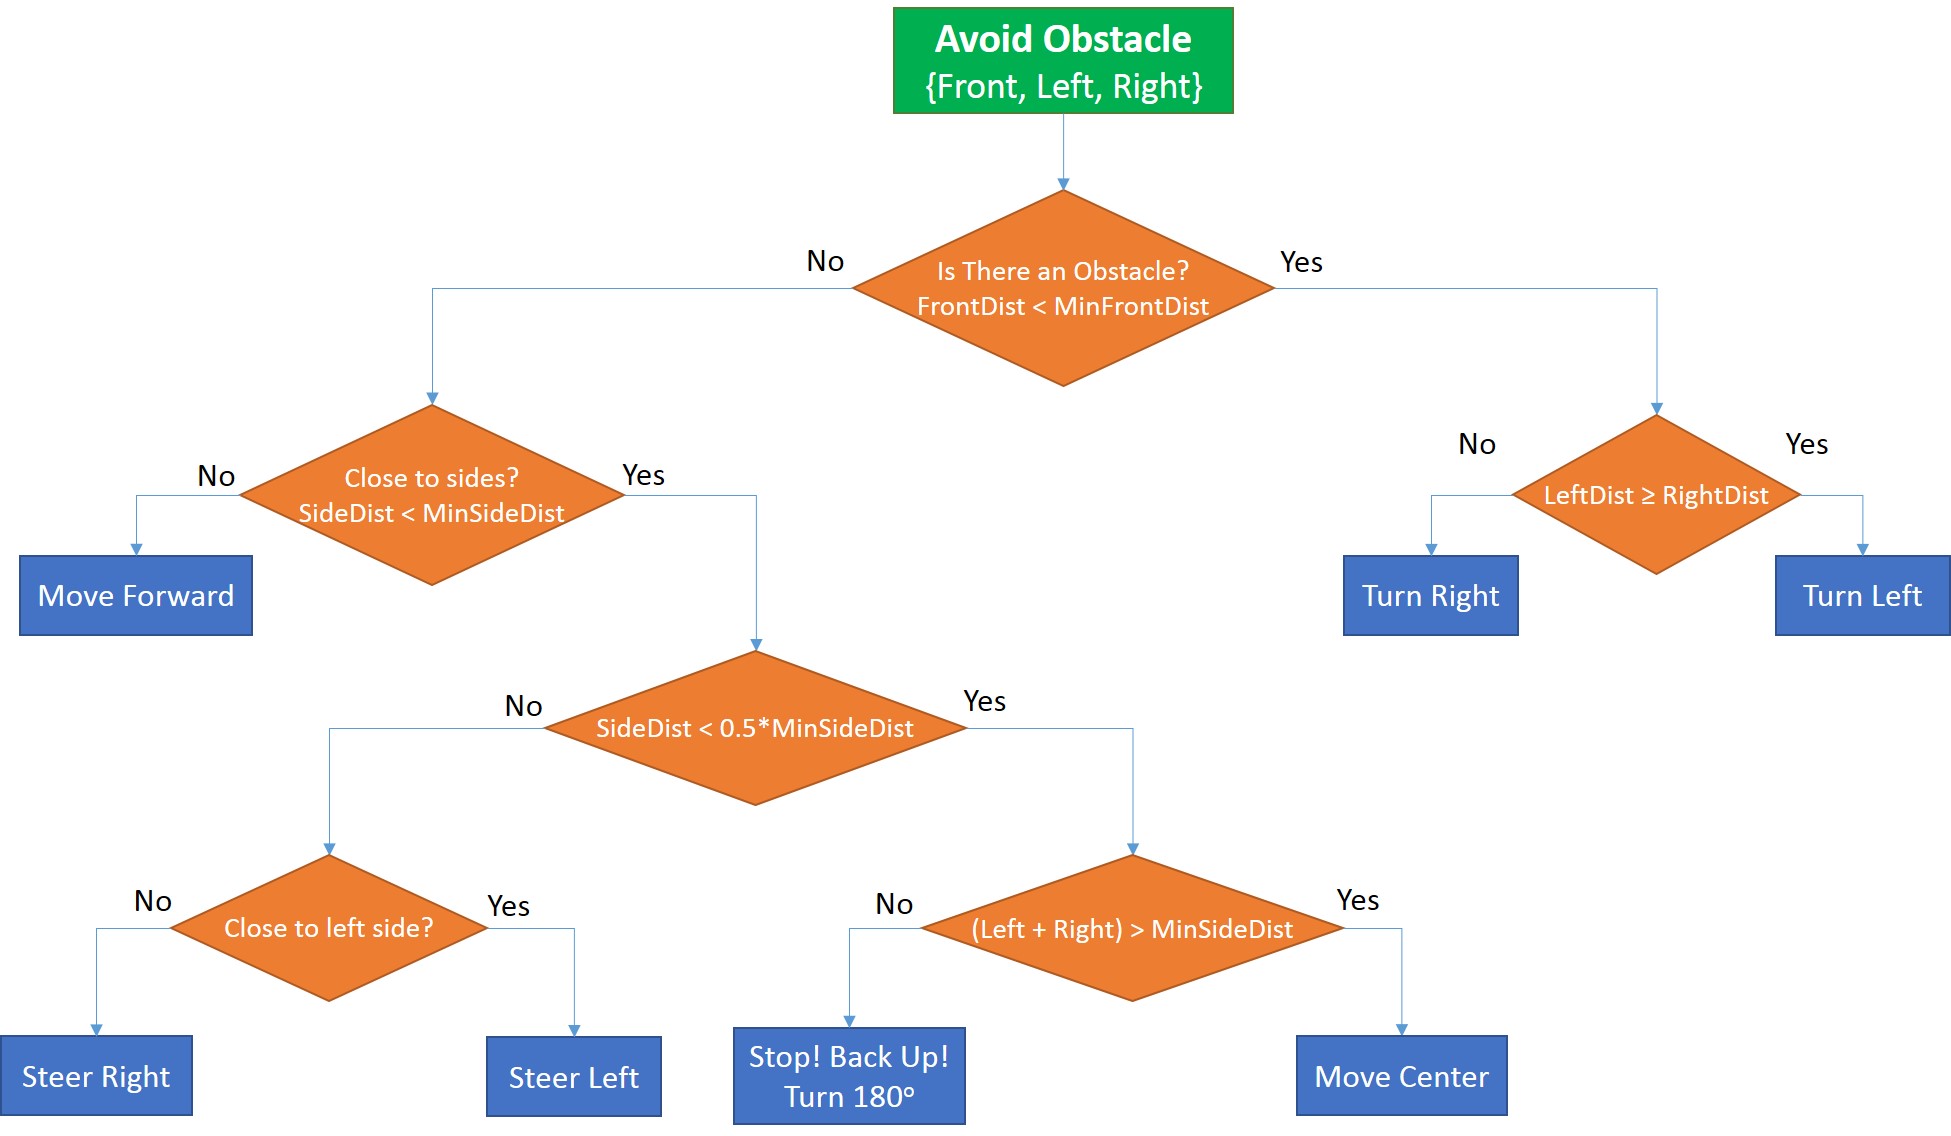 Avoid Obstacle
{Front, Left, Right}
No
Yes
Is There an Obstacle?
FrontDist < MinFrontDist
No
Yes
Close to sides?
SideDist < MinSideDist
No
Yes
LeftDist ≥ RightDist
Move Forward
Turn Right
Turn Left
No
Yes
SideDist < 0.5*MinSideDist
No
Yes
Close to left side?
No
Yes
(Left + Right) > MinSideDist
Steer Right
Steer Left
Stop! Back Up!
Turn 180º
Move Center